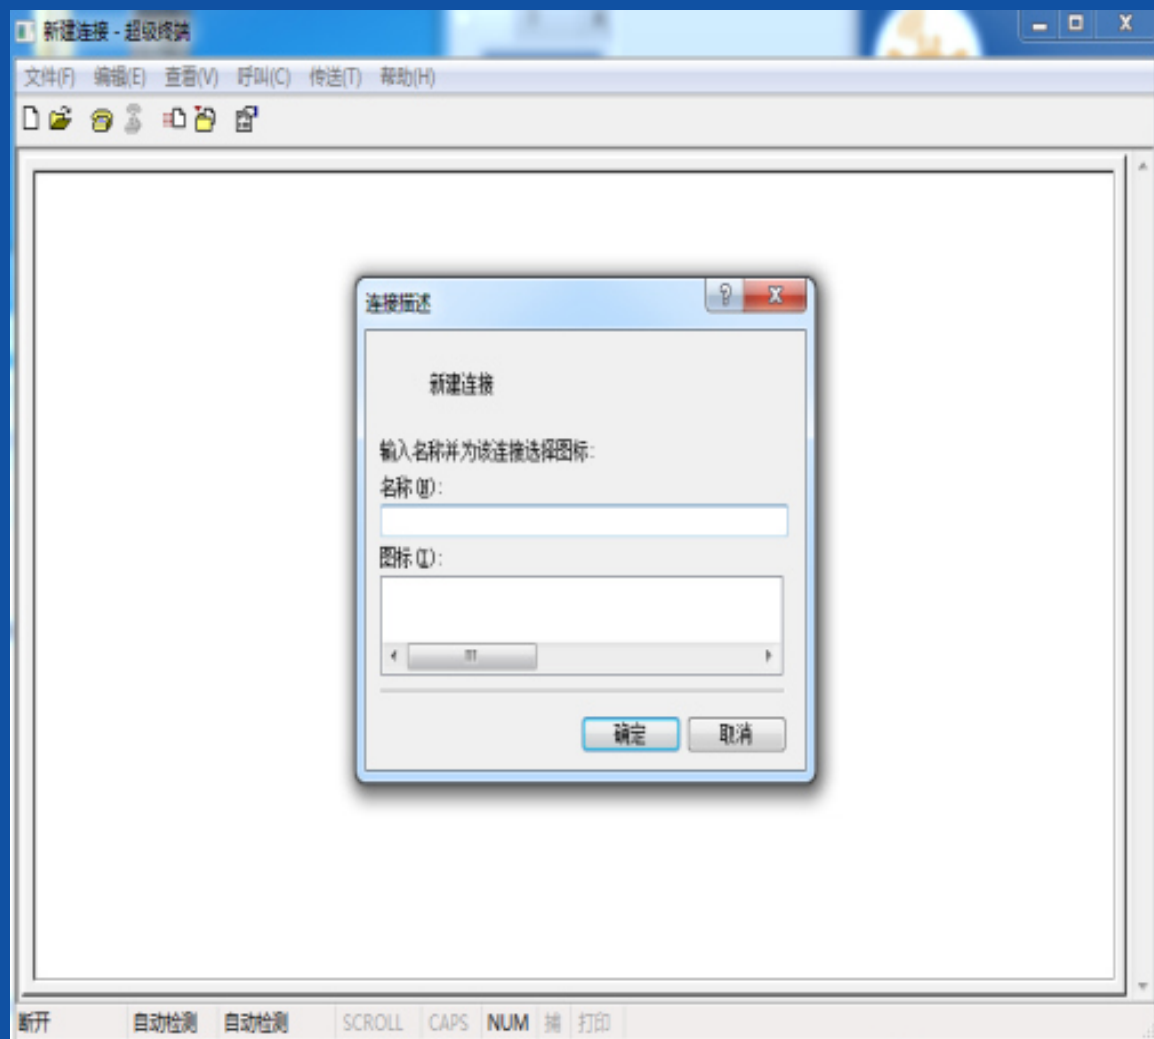 新建连接 - 超级终端
文件(F) 编辑(E) 查看(V) 呼叫(C) 传送(T) 帮助(H)
连接描述
新建连接
输入名称并为该连接选择图标:
名称(N):
图标(I):
确定 取消
断开 自动检测 自动检测 SCROLL CAPS NUM 捕 打印